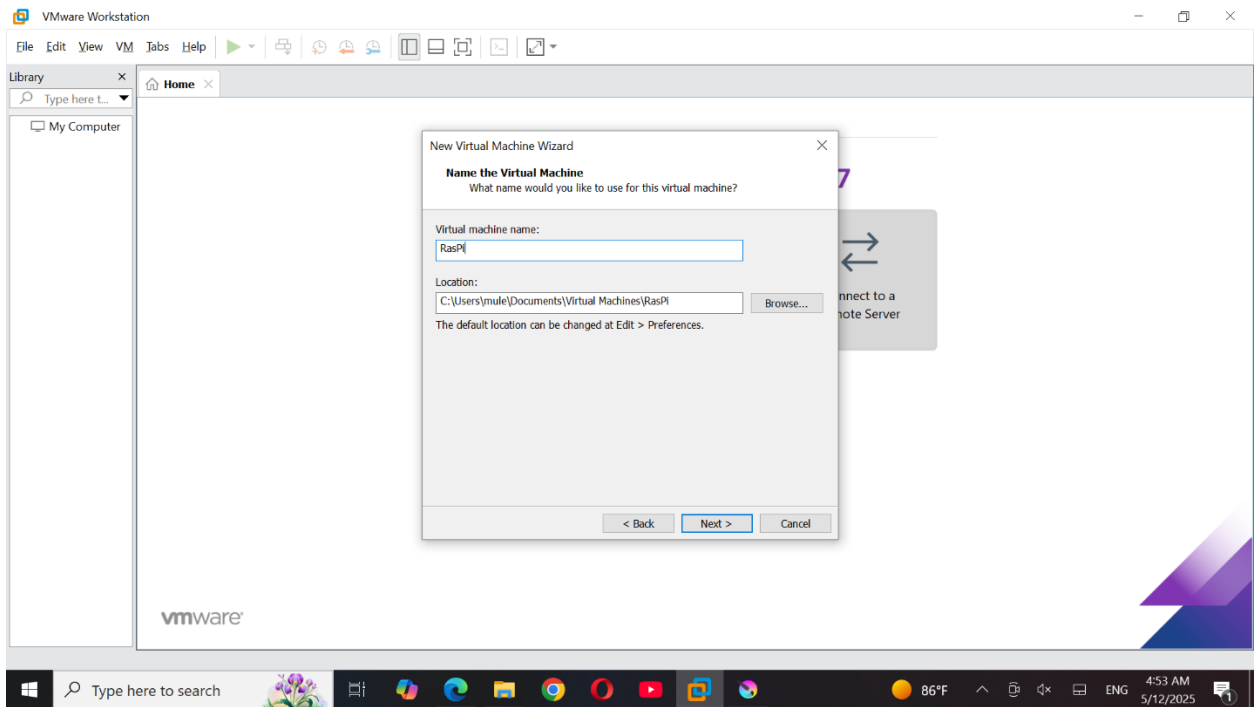 VMware Workstation
File Edit View VM Tabs Help
Library
Type here t...
My Computer
Home
7
nnect to a
note Server
New Virtual Machine Wizard
Name the Virtual Machine
What name would you like to use for this virtual machine?
Virtual machine name:
RasPi
Location:
C:\Users\mule\Documents\Virtual Machines\RasPi
Browse...
The default location can be changed at Edit > Preferences.
< Back Next > Cancel
vmware
Type here to search
86°F
ENG
4:53 AM
5/12/2025
1